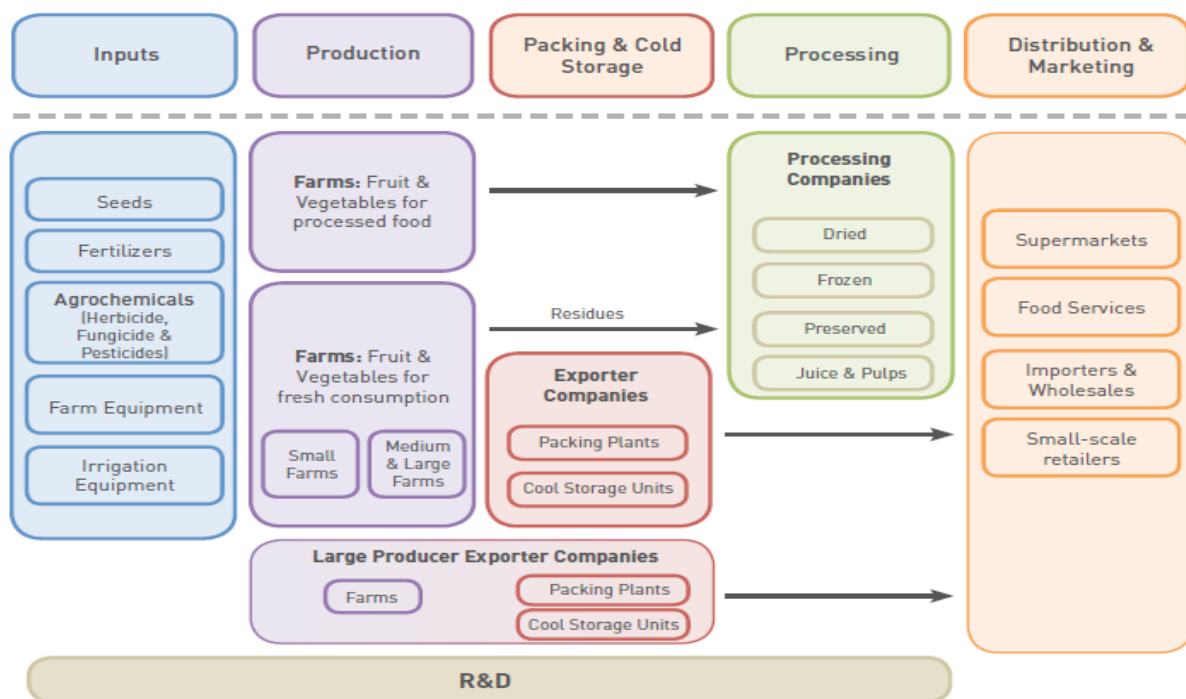 Inputs
Production
Packing & Cold
Storage
Processing
Distribution &
Marketing
Seeds
Fertilizers
Agrochemicals
(Herbicide,
Fungicide &
Pesticides)
Farm Equipment
Irrigation
Equipment
Farms: Fruit &
Vegetables for
processed food
Farms: Fruit &
Vegetables for
fresh consumption
Small
Farms
Medium
& Large
Farms
Residues
Exporter
Companies
Packing Plants
Cool Storage Units
Large Producer Exporter Companies
Farms
Packing Plants
Cool Storage Units
Processing
Companies
Dried
Frozen
Preserved
Juice & Pulps
Supermarkets
Food Services
Importers &
Wholesales
Small-scale
retailers
R&D